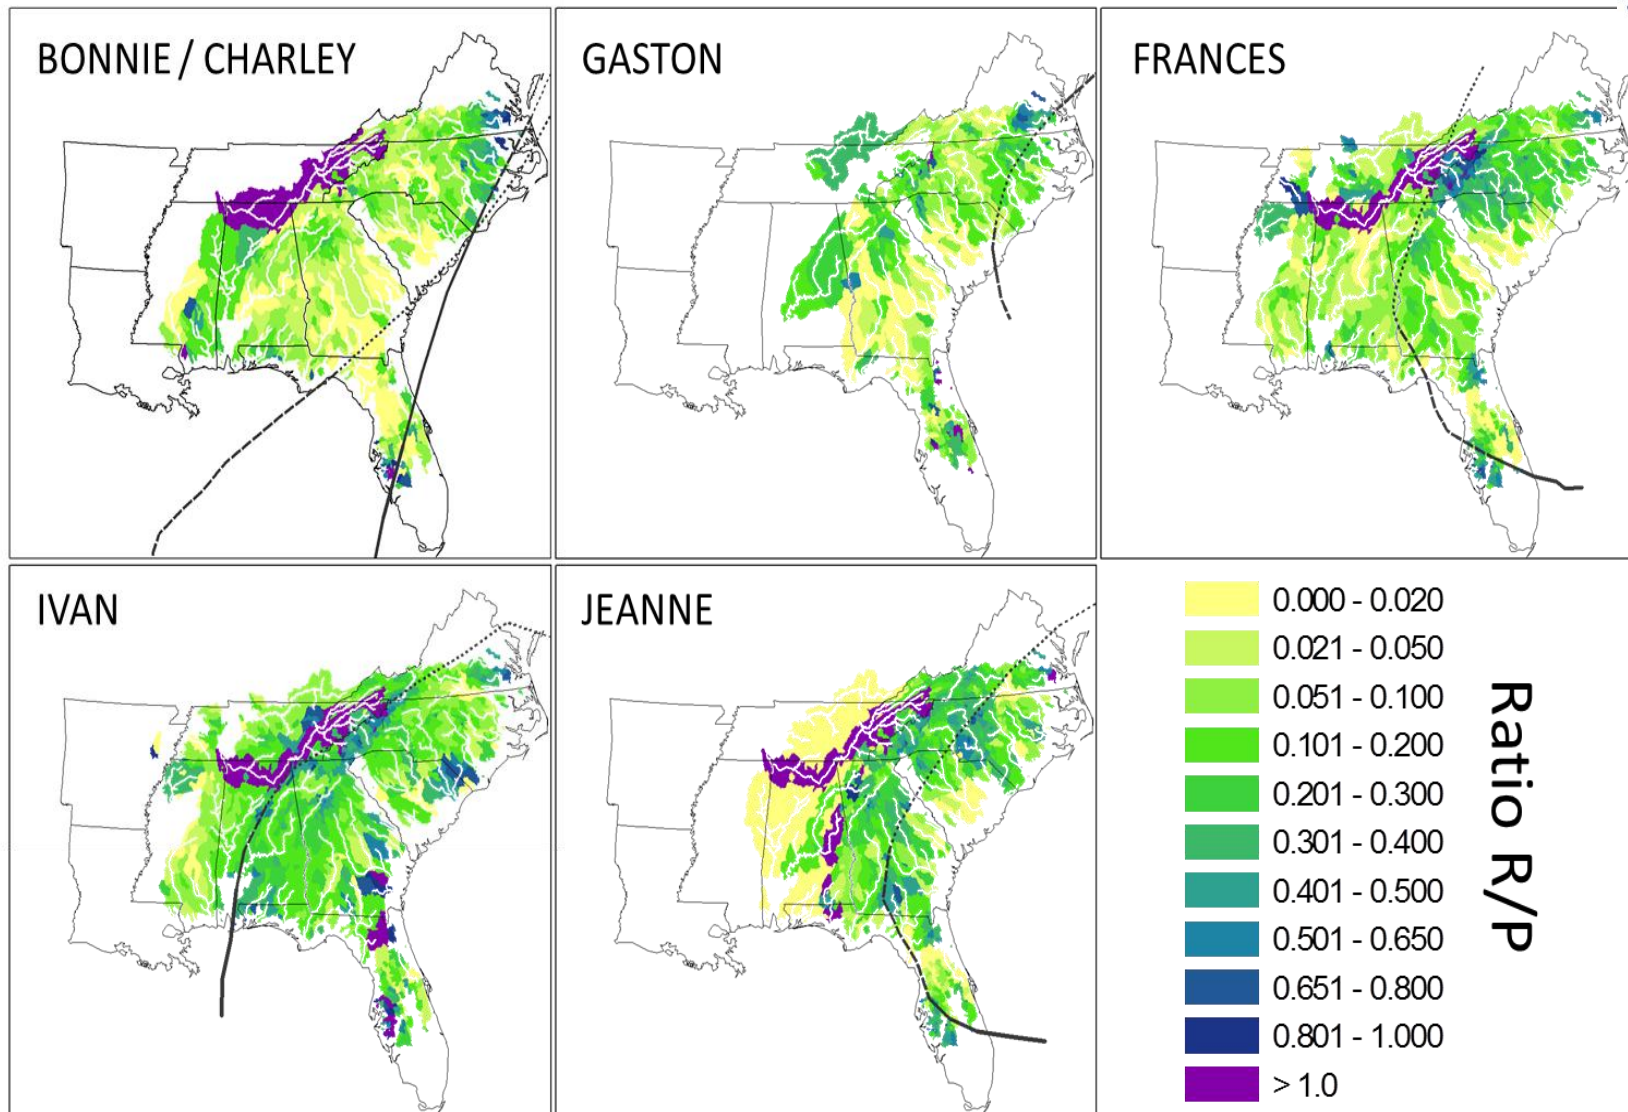 BONNIE / CHARLEY
GASTON
FRANCES
IVAN
JEANNE
0.000 - 0.020
0.021 - 0.050
0.051 - 0.100
0.101 - 0.200
0.201 - 0.300
0.301 - 0.400
0.401 - 0.500
0.501 - 0.650
0.651 - 0.800
0.801 - 1.000
> 1.0
Ratio R/P